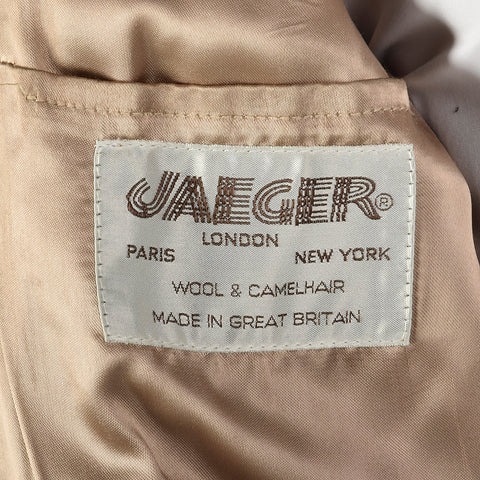 JAEGER®
LONDON
PARIS NEW YORK
WOOL & CAMELHAIR
MADE IN GREAT BRITAIN